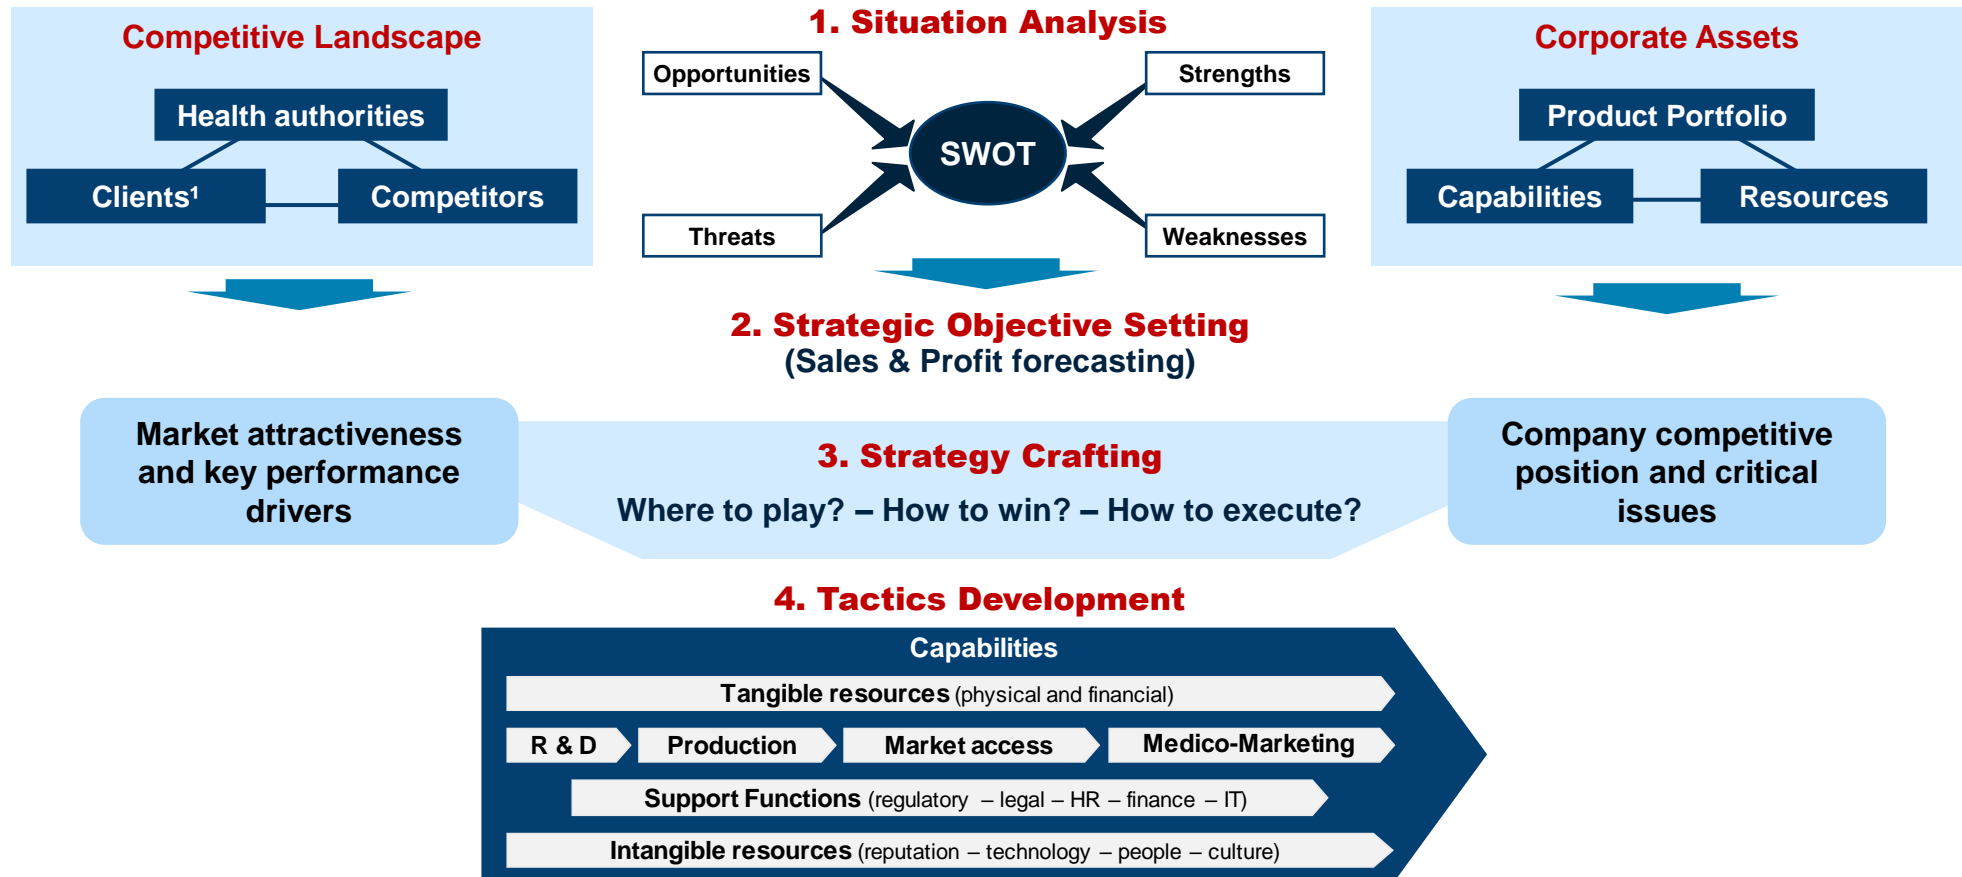 Competitive Landscape
Health authorities
Clients¹
Competitors
1. Situation Analysis
Opportunities
Strengths
SWOT
Threats
Weaknesses
Corporate Assets
Product Portfolio
Capabilities
Resources
2. Strategic Objective Setting
(Sales & Profit forecasting)
Market attractiveness
and key performance
drivers
3. Strategy Crafting
Where to play? – How to win? – How to execute?
Company competitive
position and critical
issues
4. Tactics Development
Capabilities
Tangible resources (physical and financial)
R & D
Production
Market access
Medico-Marketing
Support Functions (regulatory – legal – HR – finance – IT)
Intangible resources (reputation – technology – people – culture)